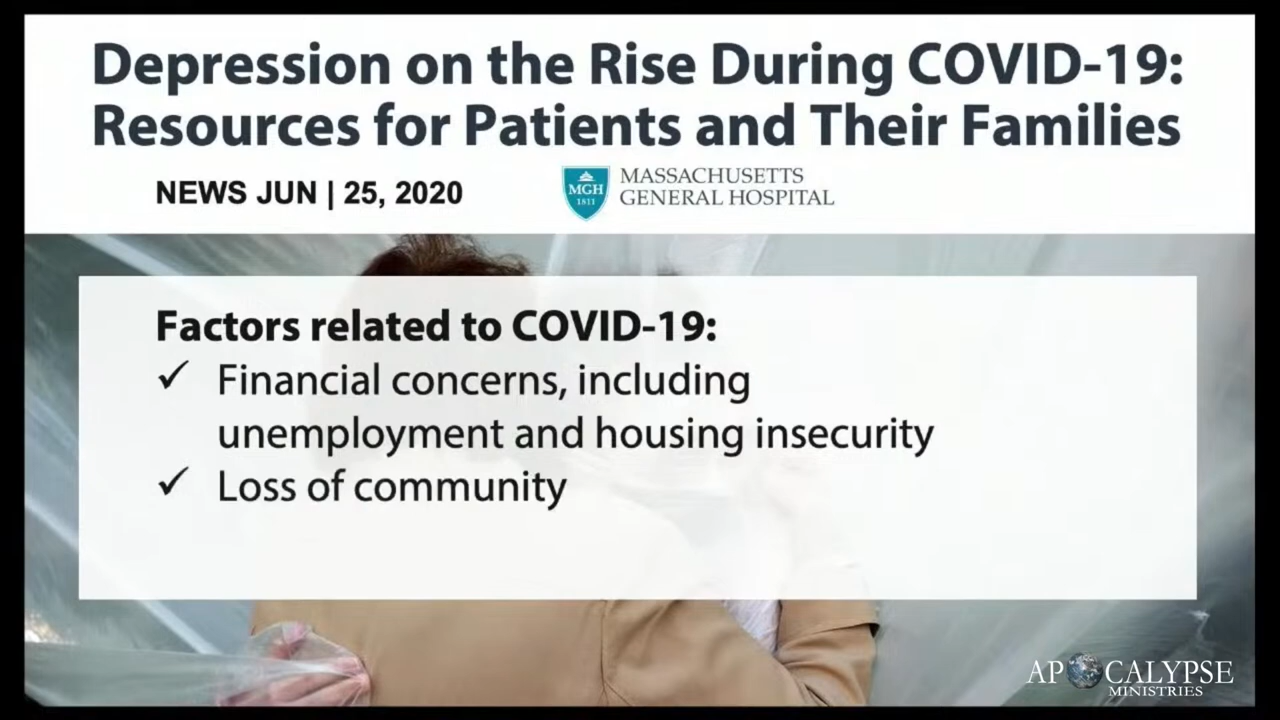 Depression on the Rise During COVID-19:
Resources for Patients and Their Families
NEWS JUN | 25, 2020
MGH
1811
MASSACHUSETTS
GENERAL HOSPITAL
Factors related to COVID-19:
✓ Financial concerns, including
unemployment and housing insecurity
✓ Loss of community
APOCALYPSE
MINISTRIES